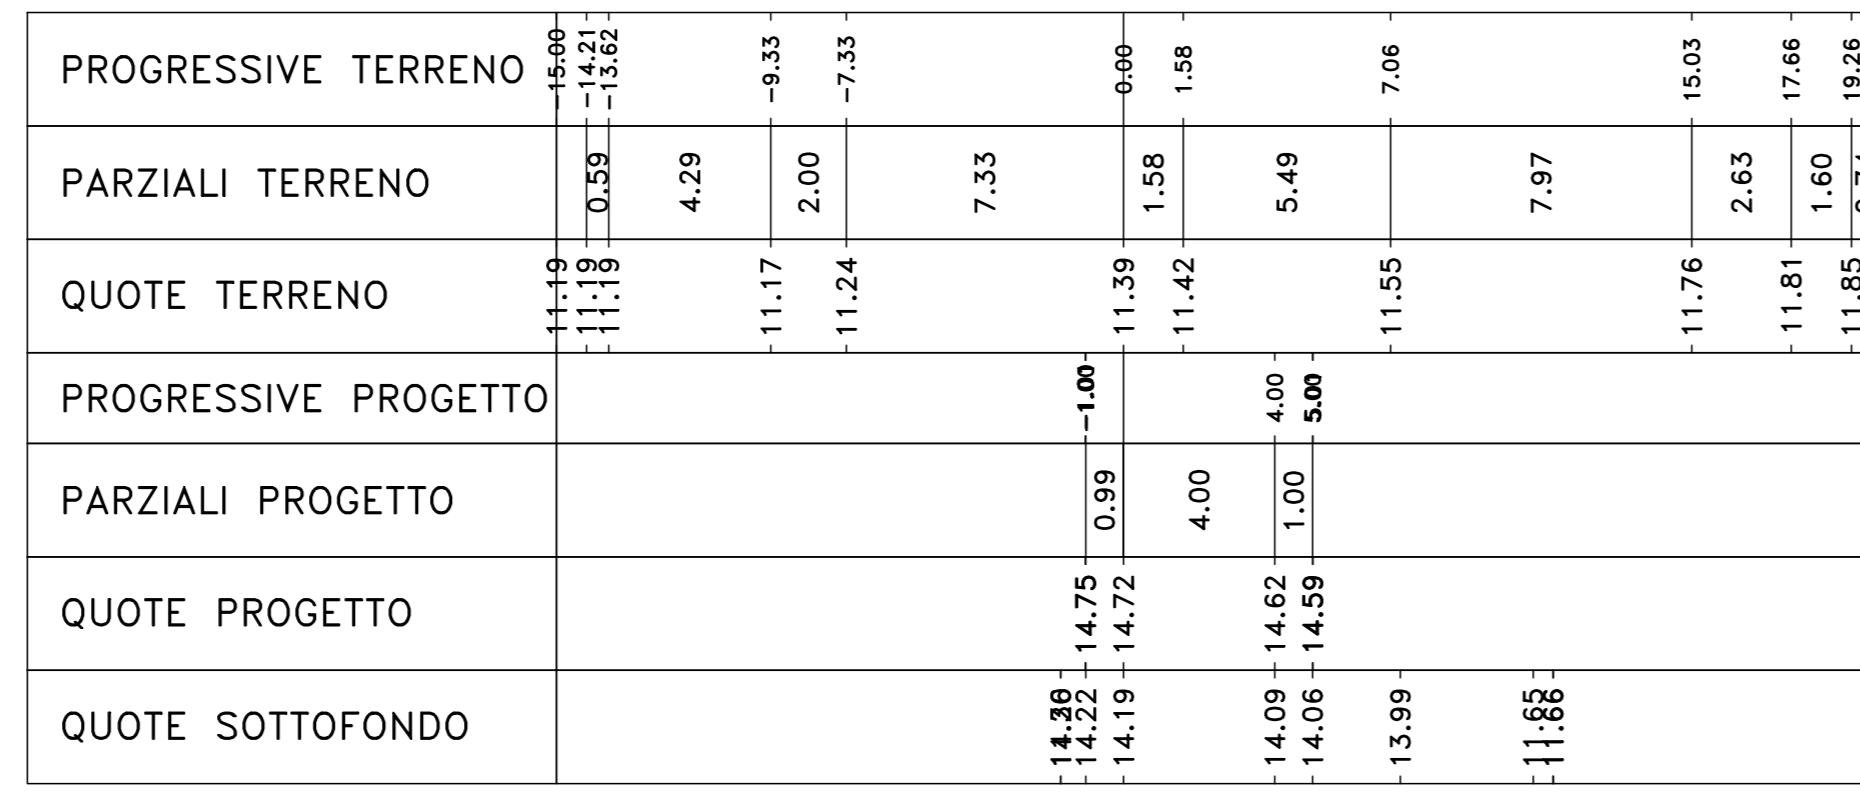 PROGRESSIVE TERRENO -15.00 -14.21 -13.62 -9.33 -7.33 0.00 1.58 7.06 15.03 17.66 19.26
PARZIALI TERRENO 0.59 4.29 2.00 7.33 1.58 5.49 7.97 2.63 1.60
QUOTE TERRENO 11.19 11.19 11.19 11.17 11.24 11.39 11.42 11.55 11.76 11.81 11.85
PROGRESSIVE PROGETTO -1.00 4.00 5.00
PARZIALI PROGETTO 0.99 4.00 1.00
QUOTE PROGETTO 14.75 14.72 14.62 14.59
QUOTE SOTTOFONDO 14.22 14.19 14.09 14.06 13.99 11.65 11.66